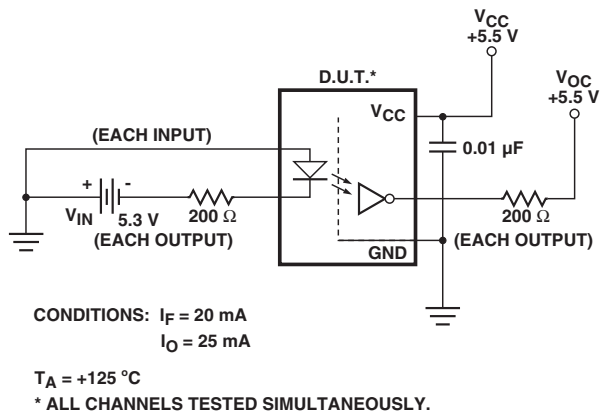 VCC
+5.5 V
D.U.T.*
VOC
+5.5 V
VCC
(EACH INPUT)
0.01 µF
+ -
VIN
5.3 V
200 Ω
200 Ω
(EACH OUTPUT)
(EACH OUTPUT)
GND
CONDITIONS: IF = 20 mA
IO = 25 mA
TA = +125 °C
* ALL CHANNELS TESTED SIMULTANEOUSLY.